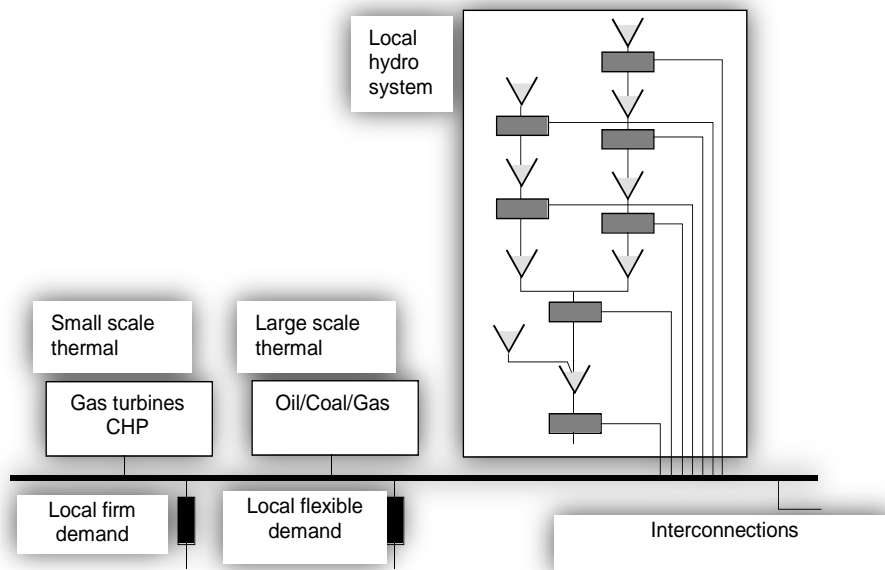 Local
hydro
system
Small scale
thermal
Large scale
thermal
Gas turbines
CHP
Oil/Coal/Gas
Local firm
demand
Local flexible
demand
Interconnections